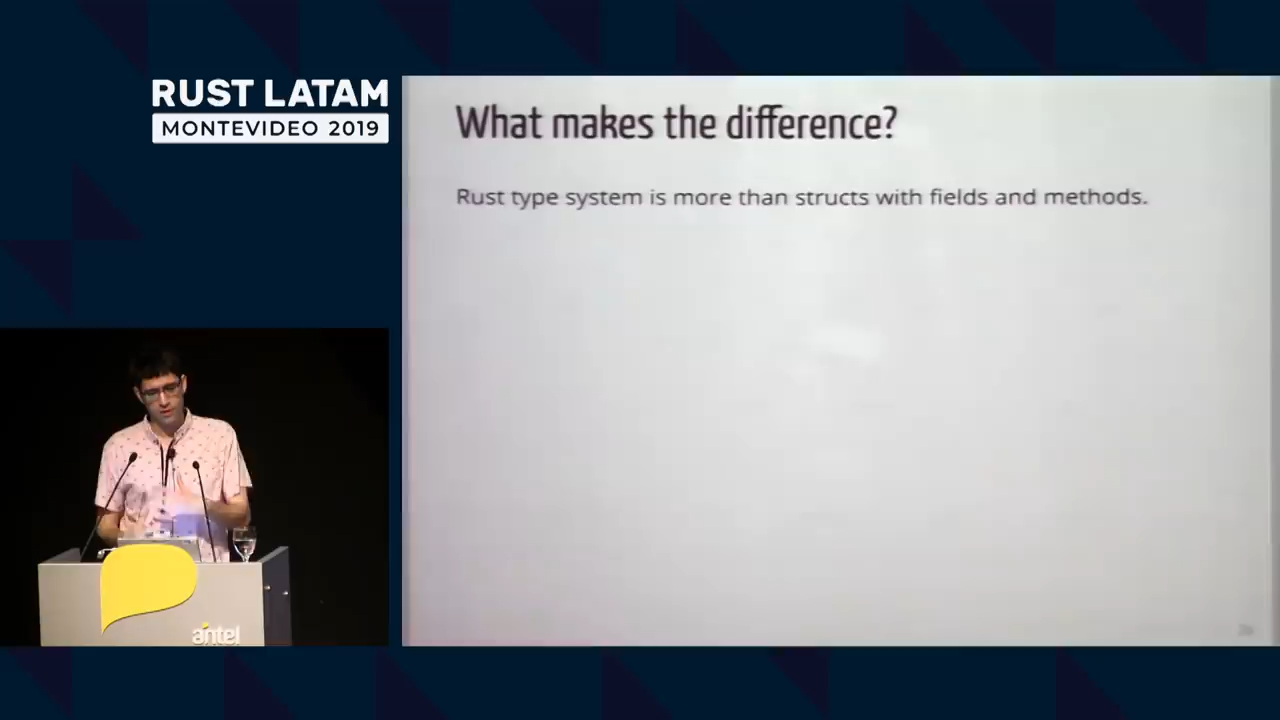 RUST LATAM
MONTEVIDEO 2019
What makes the difference?
Rust type system is more than structs with fields and methods.
antel